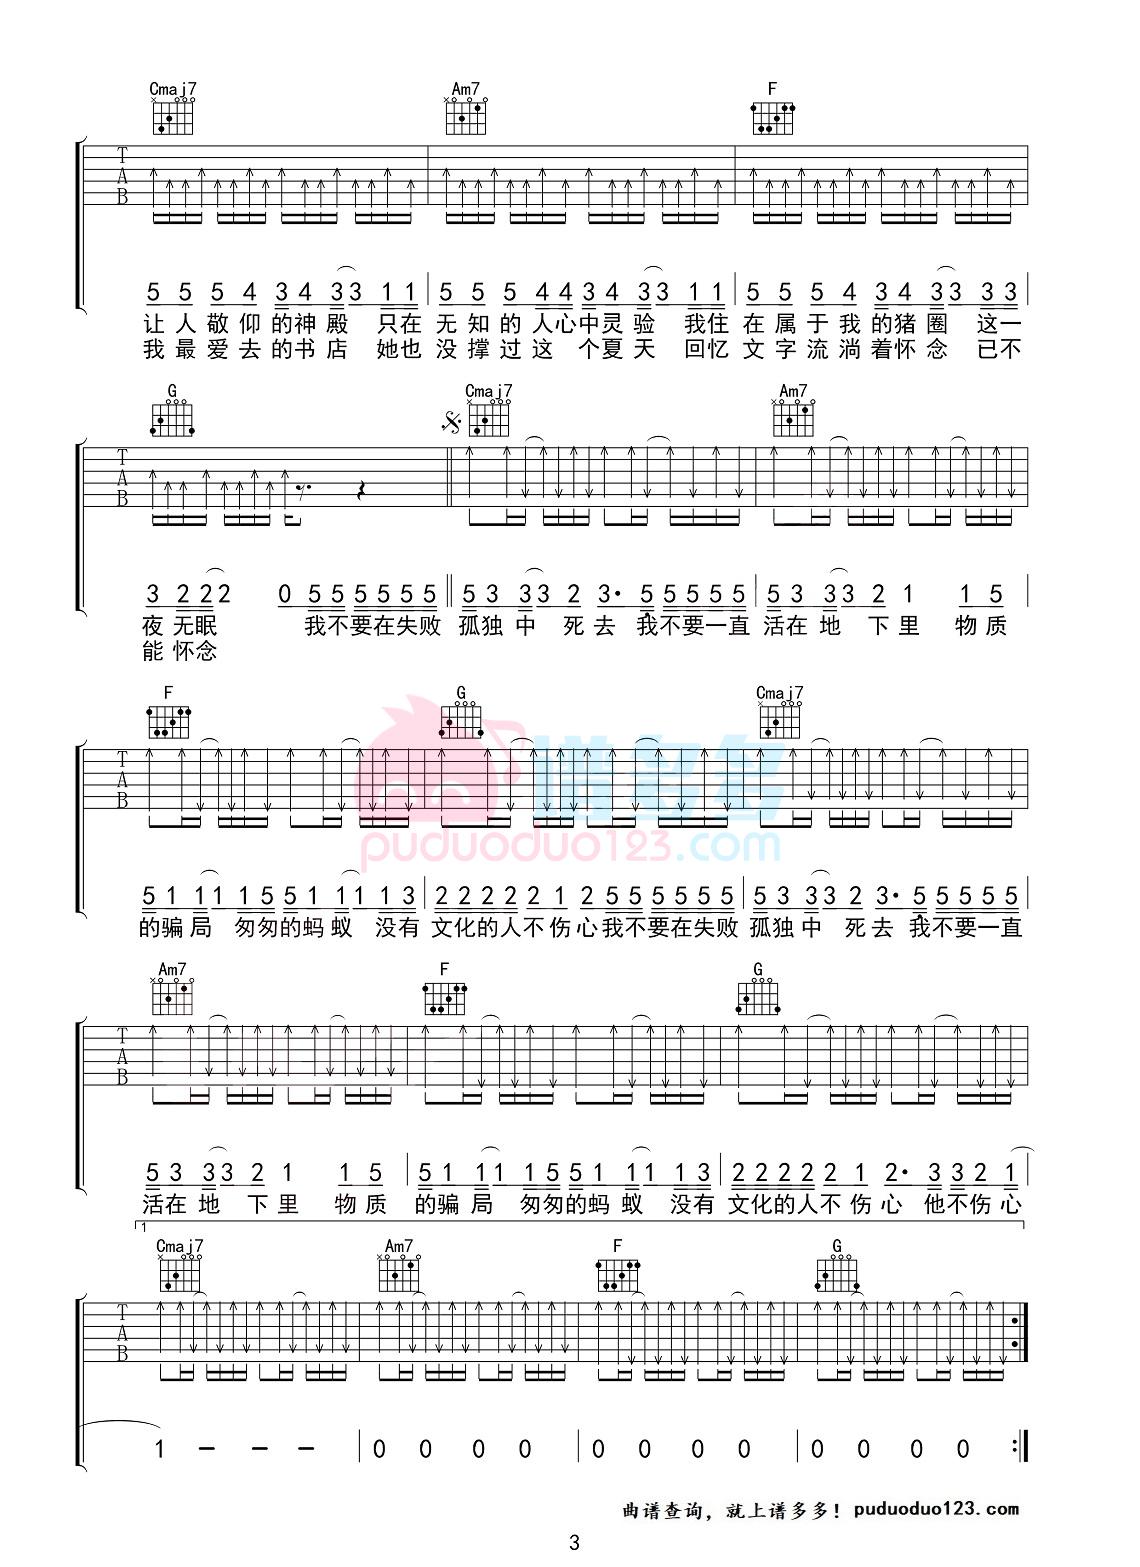 Cmaj7 Am7 F
T
A
B
5 5 5 4 3 4 3 3 1 1 5 5 5 4 4 3 4 3 3 1 1 5 5 5 4 3 4 3 3 3 3
让人敬仰的神殿 只在无知的人心中灵验 我住在属于我的猪圈 这一
我最爱去的书店 她也没撑过这 个夏天 回忆文字流淌着怀念 已不
G Cmaj7 Am7
T
A
B
3 2 2 2 0 5 5 5 5 5 5 5 3 3 3 2 3· 5 5 5 5 5 5 3 3 3 2 1 1 5
夜无眠 我不要在失败孤独中 死去 我不要一直活在地 下里 物质
能怀念
F G Cmaj7
T
A
B
5 1 1 1 1 5 5 1 1 1 1 3 2 2 2 2 2 1 2 5 5 5 5 5 5 5 3 3 3 2 3· 5 5 5 5 5
的骗局 匆匆的蚂蚁 没有文化的人不伤心我不要在失败孤独中 死去 我不要一直
Am7 F G
T
A
B
5 3 3 3 2 1 1 5 5 1 1 1 1 5 5 1 1 1 1 3 2 2 2 2 2 1 2· 3 3 2 1
活在地 下里 物质 的骗局 匆匆的蚂蚁 没有文化的人不伤心 他不伤心
1
Cmaj7 Am7 F G
T
A
B
1 - - - 0 0 0 0 0 0 0 0 0 0 0 0
谱多多
puduoduo123.com
曲谱查询，就上谱多多！puduoduo123.com
3